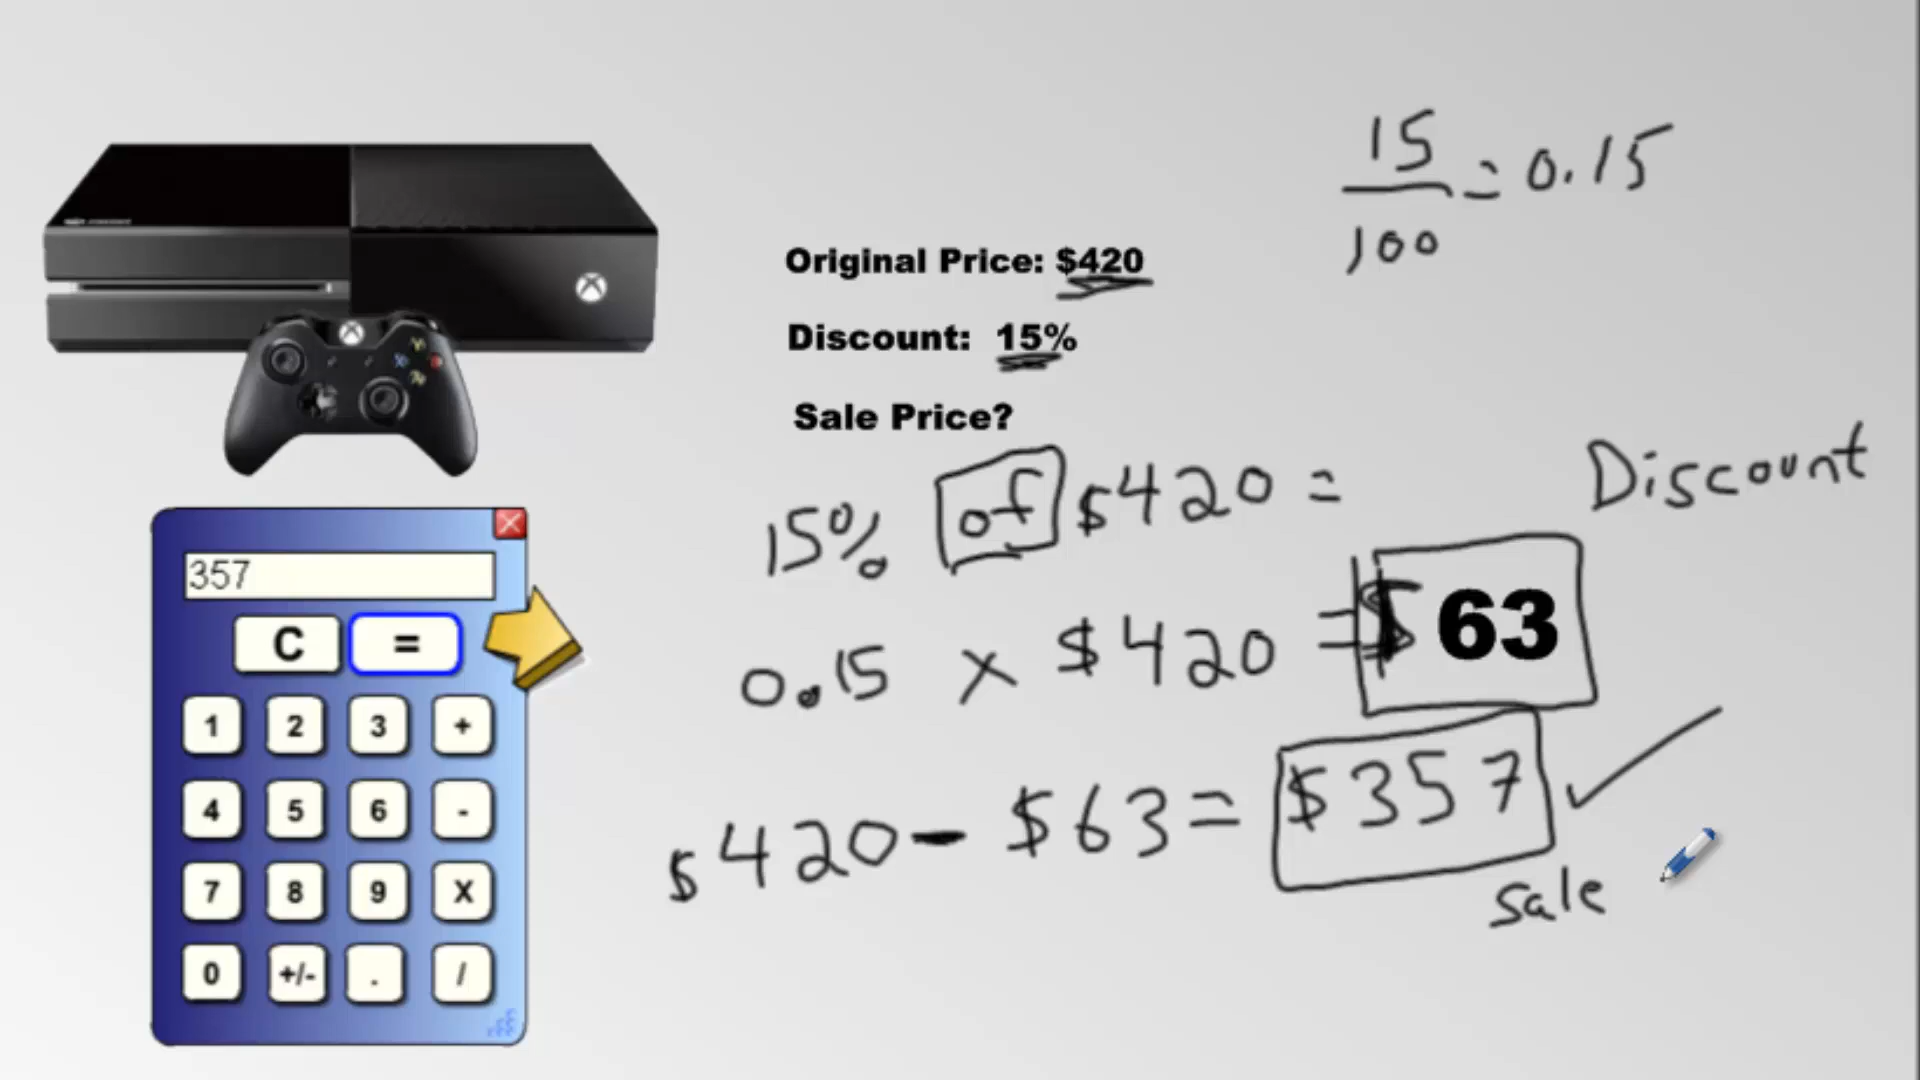 15
100
= 0.15
Original Price: $420
Discount: 15%
Sale Price?
15% of $420 =
Discount
0.15 x $420 = $ 63
$420 - $63 = $357
sale
357
C =
1 2 3 +
4 5 6 -
7 8 9 X
0 +/- . /